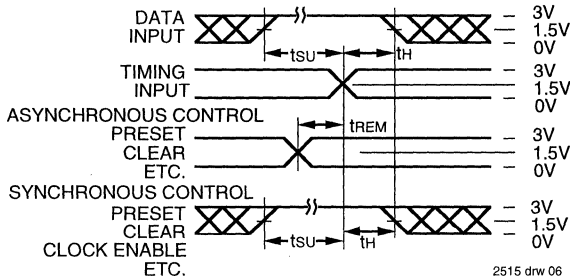 DATA
INPUT
tSU
tH
3V
1.5V
0V
TIMING
INPUT
3V
1.5V
0V
ASYNCHRONOUS CONTROL
PRESET
CLEAR
ETC.
tREM
3V
1.5V
0V
SYNCHRONOUS CONTROL
PRESET
CLEAR
CLOCK ENABLE
ETC.
tSU
tH
3V
1.5V
0V
2515 drw 06